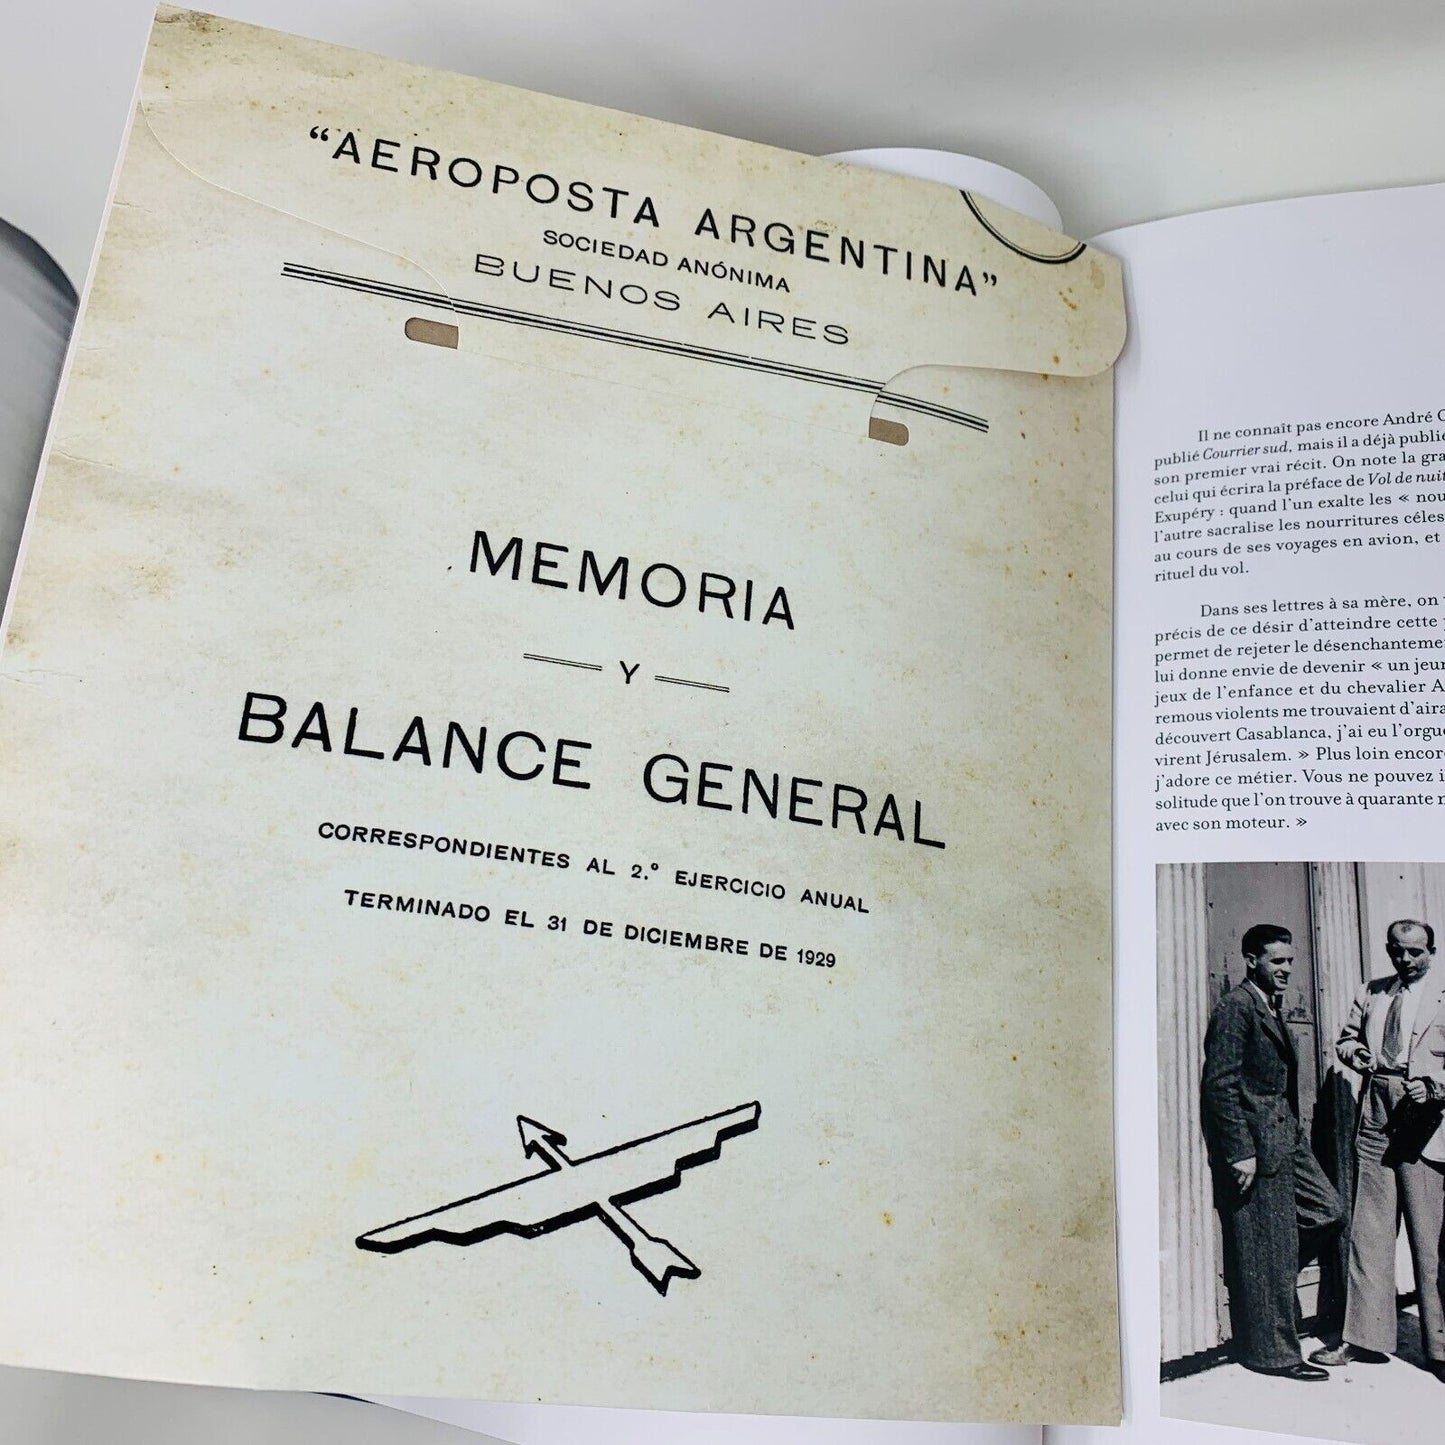 “AEROPOSTA ARGENTINA”
SOCIEDAD ANÓNIMA
BUENOS AIRES
MEMORIA
Y
BALANCE GENERAL
CORRESPONDIENTES AL 2.º EJERCICIO ANUAL
TERMINADO EL 31 DE DICIEMBRE DE 1929
Il ne connaît pas encore André G
publié Courrier sud, mais il a déjà publié
son premier vrai récit. On note la gra
celui qui écrira la préface de Vol de nuit
Exupéry : quand l’un exalte les « nou
l’autre sacralise les nourritures céles
au cours de ses voyages en avion, et
rituel du vol.
Dans ses lettres à sa mère, on
précis de ce désir d’atteindre cette
permet de rejeter le désenchanteme
lui donne envie de devenir « un jeu
jeux de l’enfance et du chevalier A
remous violents me trouvaient d’aira
découvert Casablanca, j’ai eu l’orgue
virent Jérusalem. » Plus loin encore
j’adore ce métier. Vous ne pouvez i
solitude que l’on trouve à quarante m
avec son moteur. »